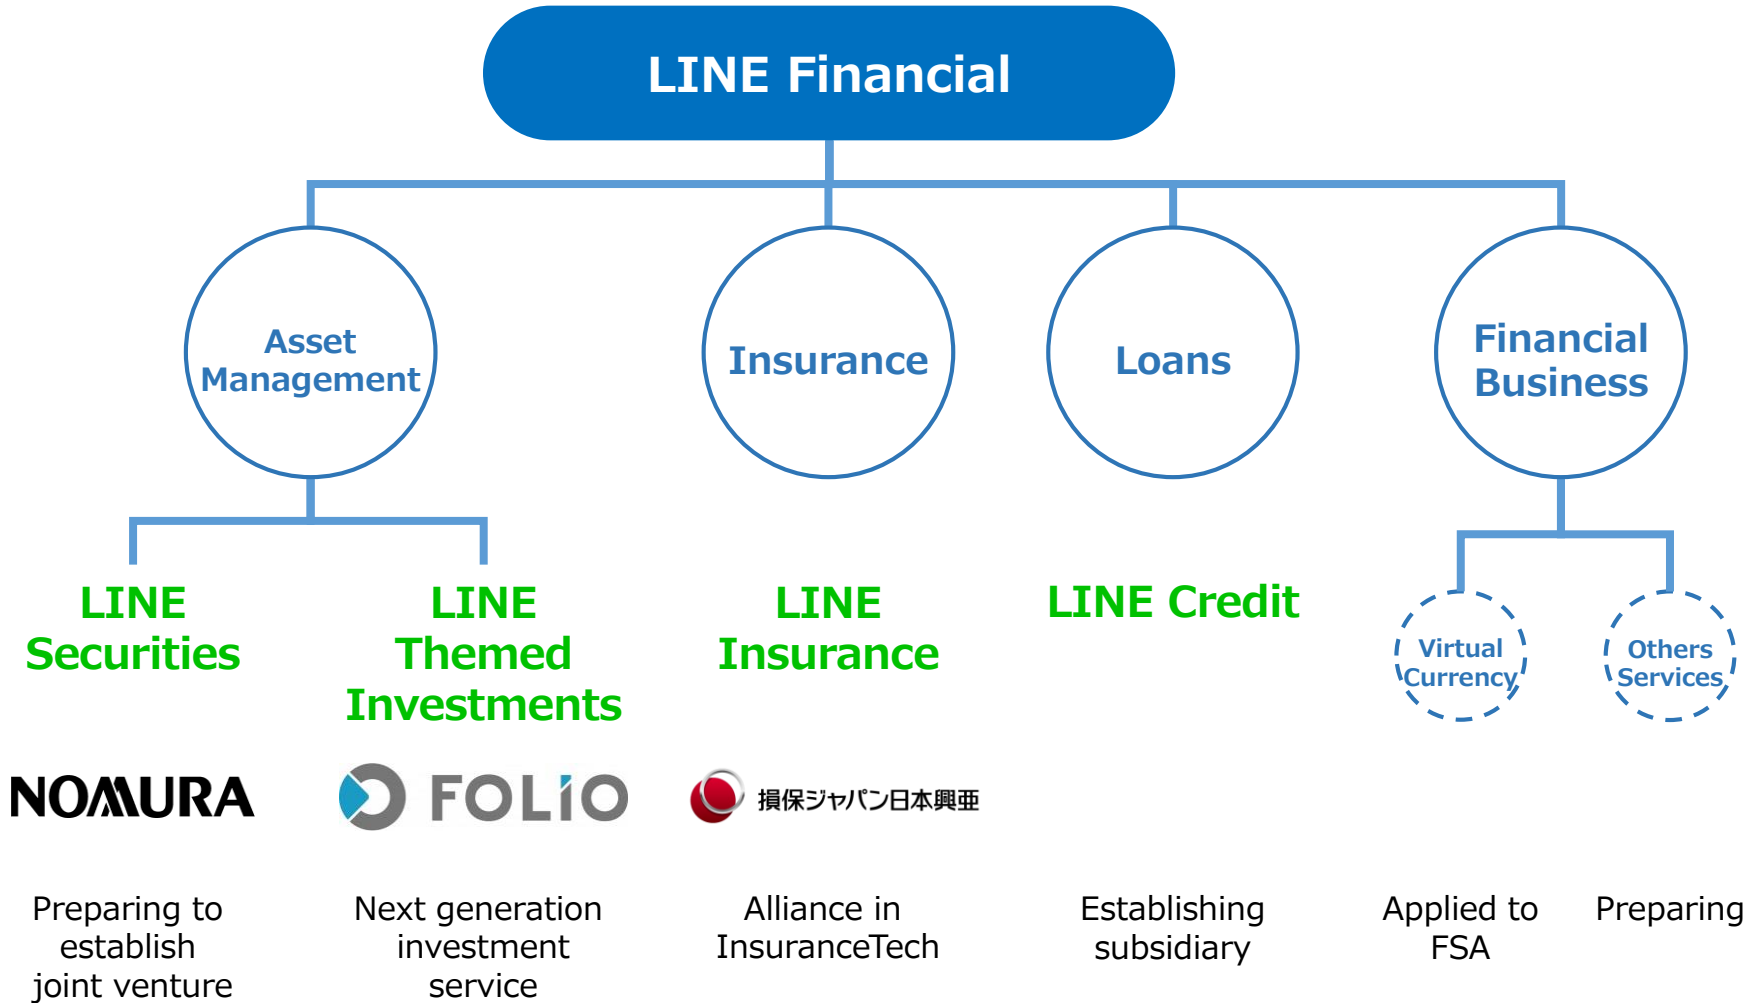 LINE Financial
Asset
Management
Insurance
Loans
Financial
Business
LINE
Securities
LINE
Themed
Investments
LINE
Insurance
LINE Credit
Virtual
Currency
Others
Services
NOMURA
FOLIO
損保ジャパン日本興亜
Preparing to
establish
joint venture
Next generation
investment
service
Alliance in
InsuranceTech
Establishing
subsidiary
Applied to
FSA
Preparing